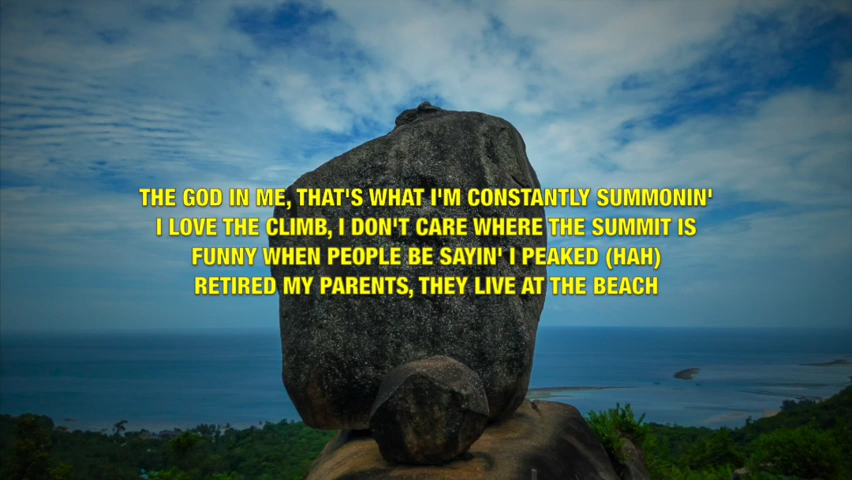 THE GOD IN ME, THAT'S WHAT I'M CONSTANTLY SUMMONIN'
I LOVE THE CLIMB, I DON'T CARE WHERE THE SUMMIT IS
FUNNY WHEN PEOPLE BE SAYIN' I PEAKED (HAH)
RETIRED MY PARENTS, THEY LIVE AT THE BEACH